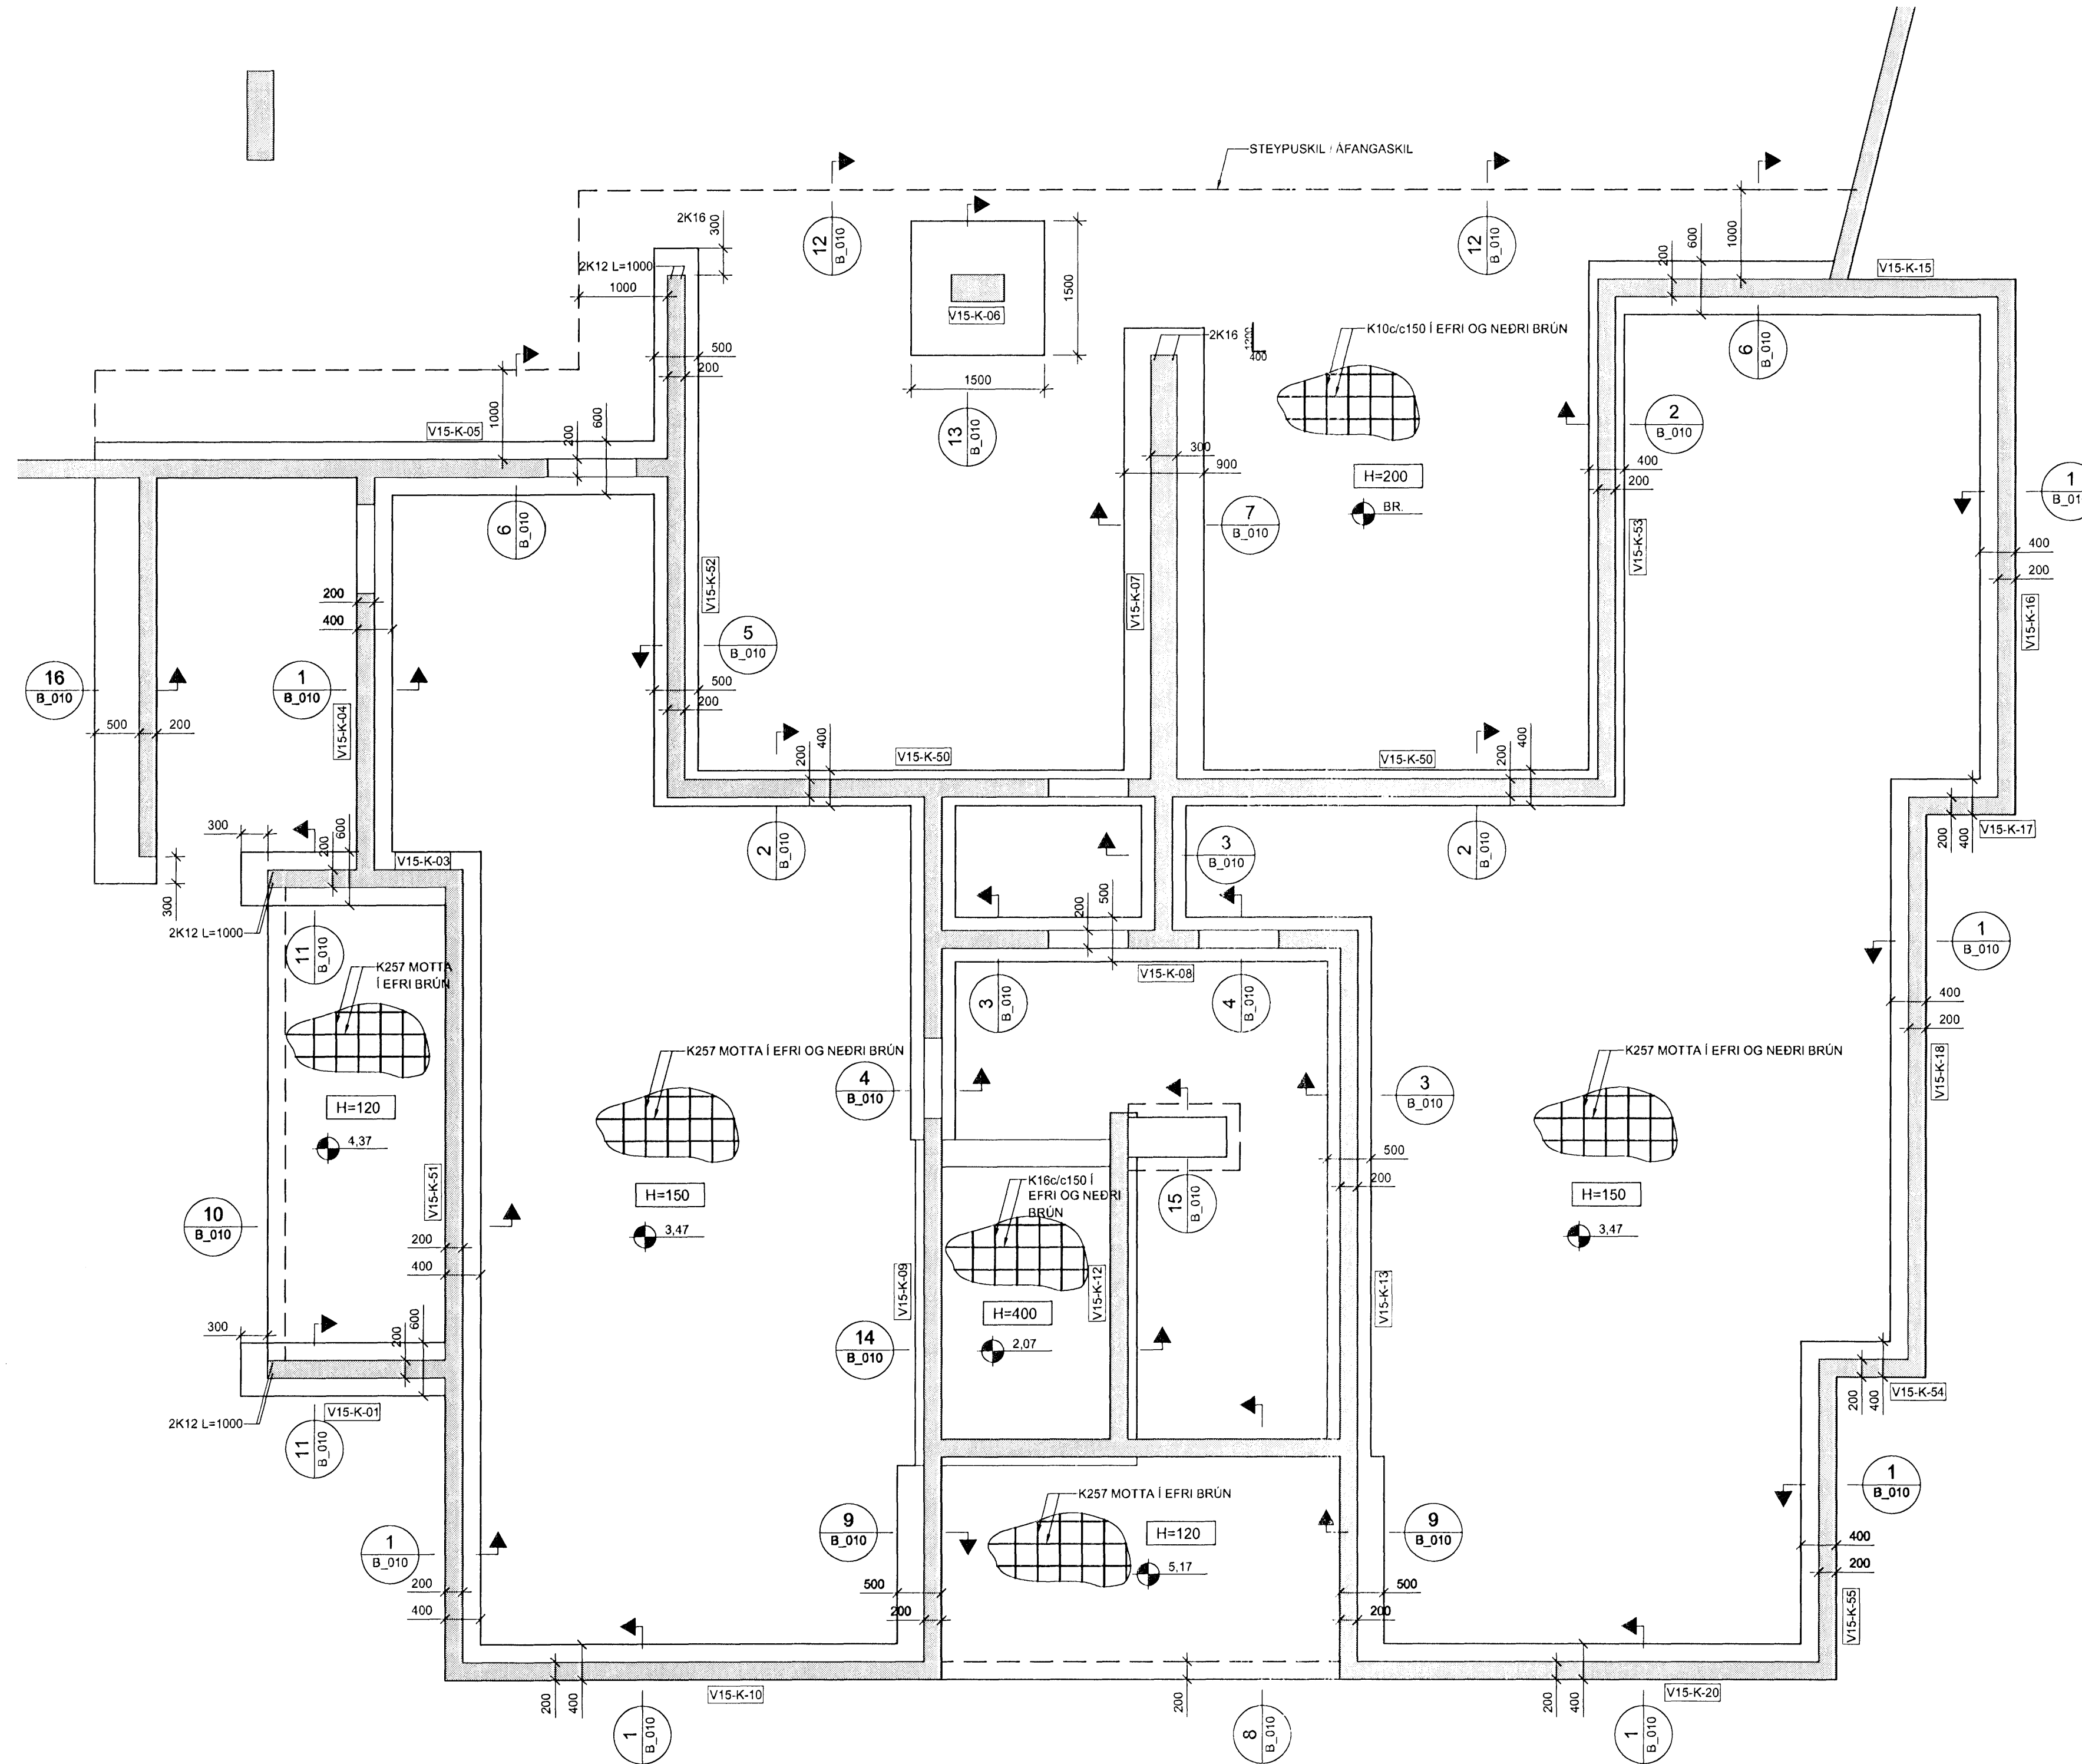 STEYPUSKIL / ÁFANGASKIL
12
B_010
12
B_010
2K16
300
2K12 L=1000
1000
1500
V15-K-06
1500
200
600
1000
V15-K-15
1200
400
2K16
K10c/c150 Í EFRI OG NEÐRI BRÚN
6
B_010
500
200
1000
V15-K-05
200
600
13
B_010
2
B_010
300
900
H=200
BR.
400
200
1
B_01
7
B_010
6
B_010
V15-K-53
400
200
V15-K-52
V15-K-07
200
400
V15-K-16
5
B_010
16
B_010
1
B_010
500
200
500
200
V15-K-04
200
400
V15-K-50
V15-K-50
200
400
300
200
600
V15-K-03
2
B_010
3
B_010
2
B_010
200
400
V15-K-17
300
2K12 L=1000
11
B_010
200
500
V15-K-08
1
B_010
K257 MOTTA
Í EFRI BRÚN
3
B_010
4
B_010
400
200
K257 MOTTA Í EFRI OG NEÐRI BRÚN
K257 MOTTA Í EFRI OG NEÐRI BRÚN
V15-K-18
4
B_010
3
B_010
H=120
4,37
V15-K-51
500
200
H=150
3,47
K16c/c150 Í
EFRI OG NEÐRI
BRÚN
15
B_010
H=150
3,47
10
B_010
200
400
V15-K-09
V15-K-12
V15-K-13
H=400
2,07
300
200
600
14
B_010
V15-K-01
2K12 L=1000
11
B_010
200
400
V15-K-54
K257 MOTTA Í EFRI BRÚN
1
B_010
9
B_010
H=120
9
B_010
1
B_010
5,17
400
200
200
400
500
200
500
200
V15-K-55
200
400
V15-K-10
200
200
400
V15-K-20
1
B_010
8
B_010
1
B_010